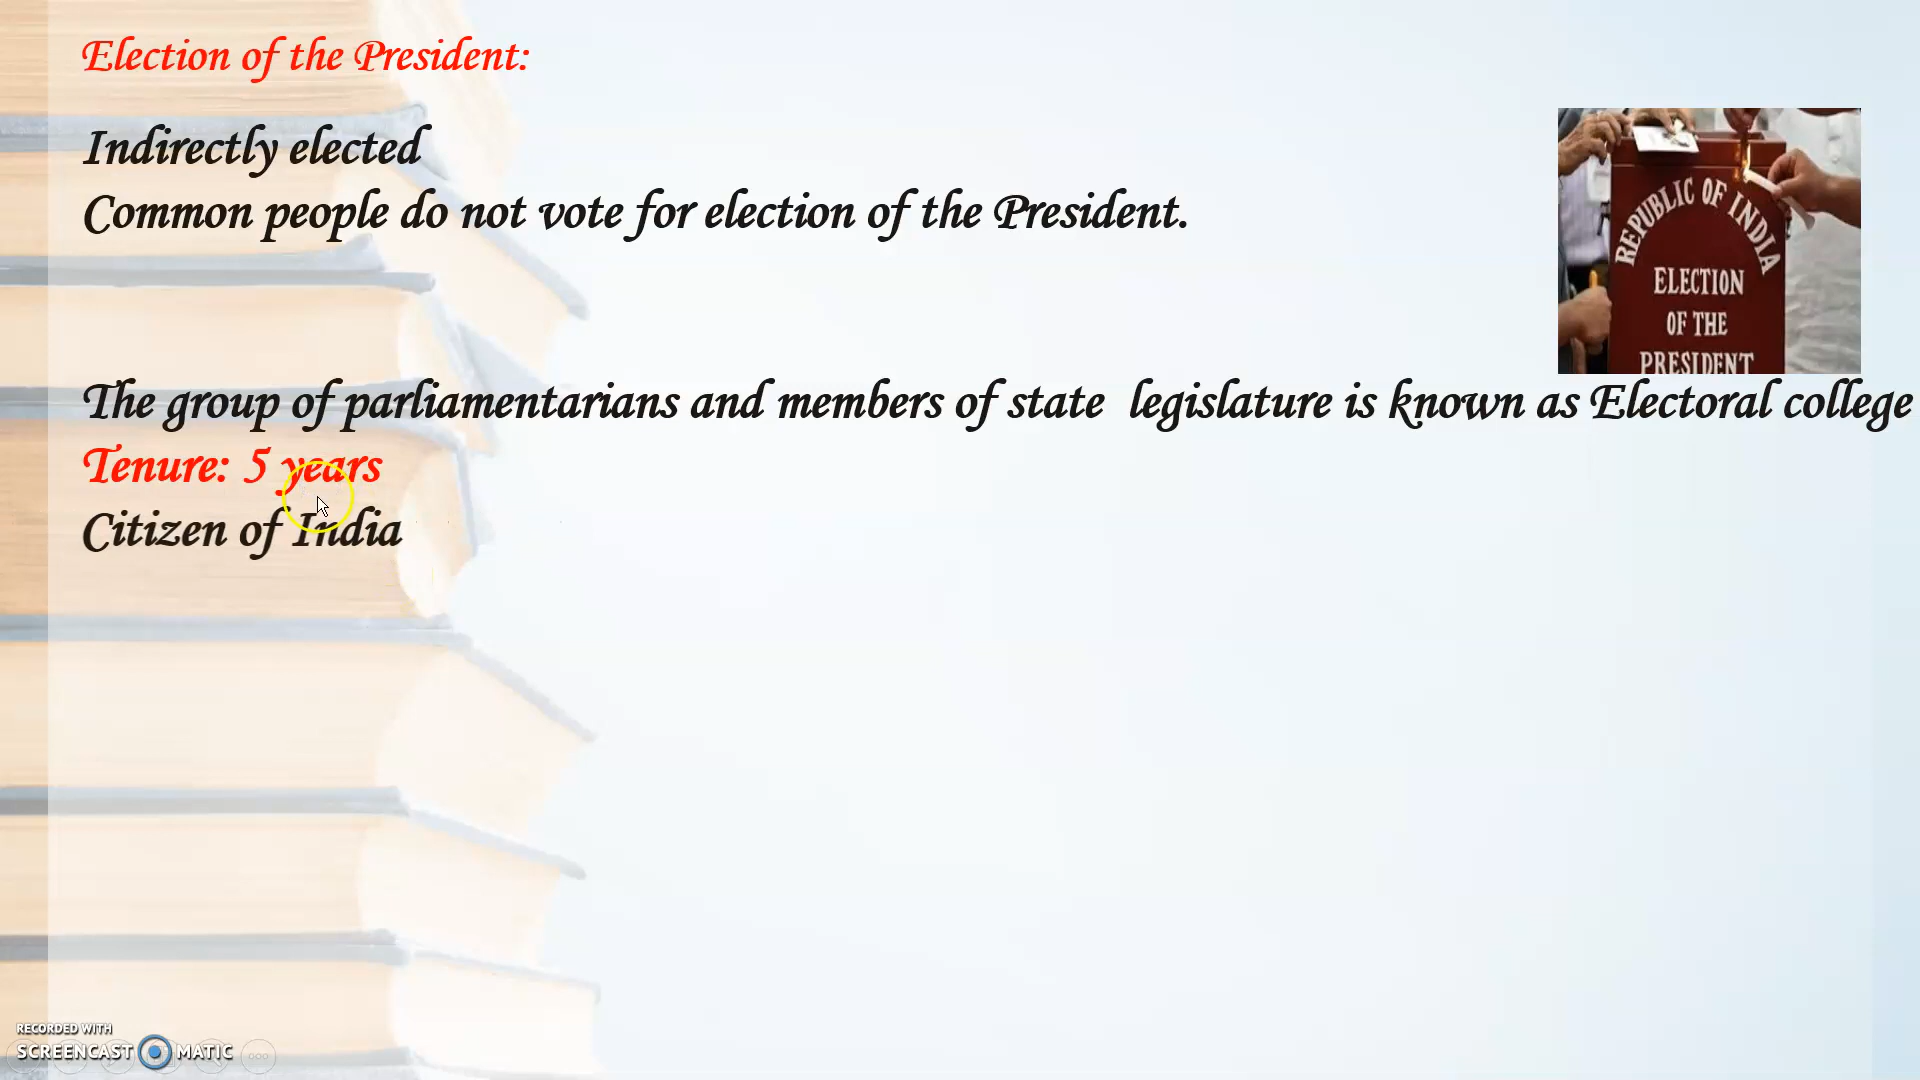 Election of the President:
Indirectly elected
Common people do not vote for election of the President.
REPUBLIC OF INDIA
ELECTION
OF THE
PRESIDENT
The group of parliamentarians and members of state legislature is known as Electoral college
Tenure: 5 years
Citizen of India
RECORDED WITH
SCREENCAST MATIC